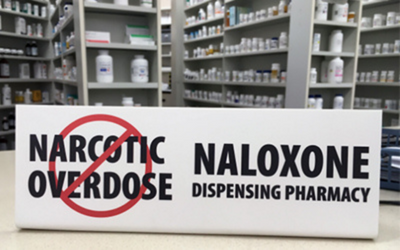 NARCOTIC
OVERDOSE
NALOXONE
DISPENSING PHARMACY